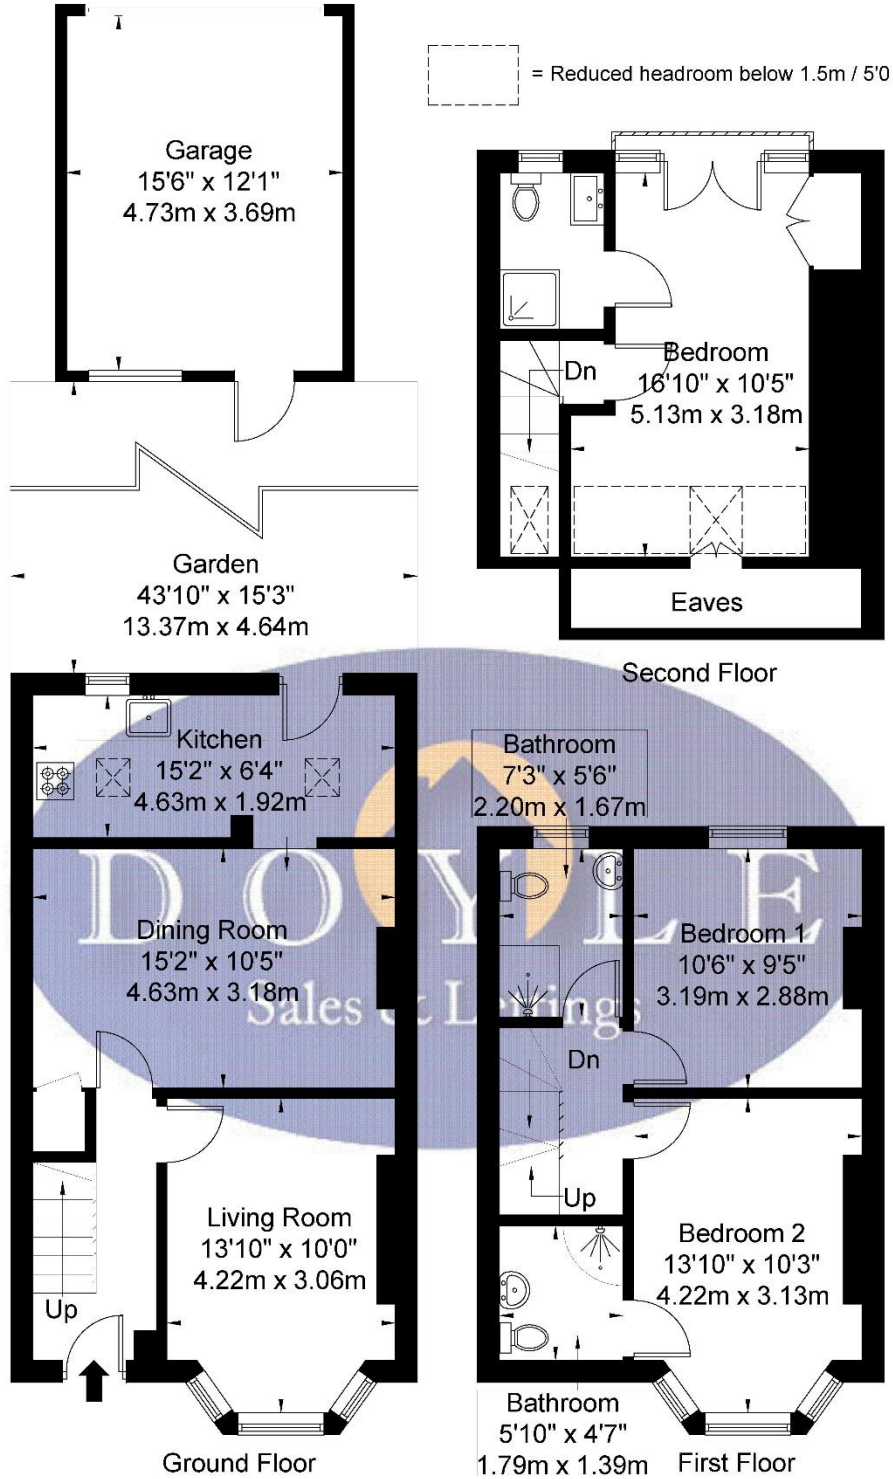 Garage
15'6" x 12'1"
4.73m x 3.69m
= Reduced headroom below 1.5m / 5'0
Dn
Bedroom
16'10" x 10'5"
5.13m x 3.18m
Eaves
Second Floor
Garden
43'10" x 15'3"
13.37m x 4.64m
Kitchen
15'2" x 6'4"
4.63m x 1.92m
Dining Room
15'2" x 10'5"
4.63m x 3.18m
DOYLE
Sales & Lettings
Living Room
13'10" x 10'0"
4.22m x 3.06m
Up
Ground Floor
Bathroom
7'3" x 5'6"
2.20m x 1.67m
Bedroom 1
10'6" x 9'5"
3.19m x 2.88m
Dn
Up
Bedroom 2
13'10" x 10'3"
4.22m x 3.13m
Bathroom
5'10" x 4'7"
1.79m x 1.39m
First Floor